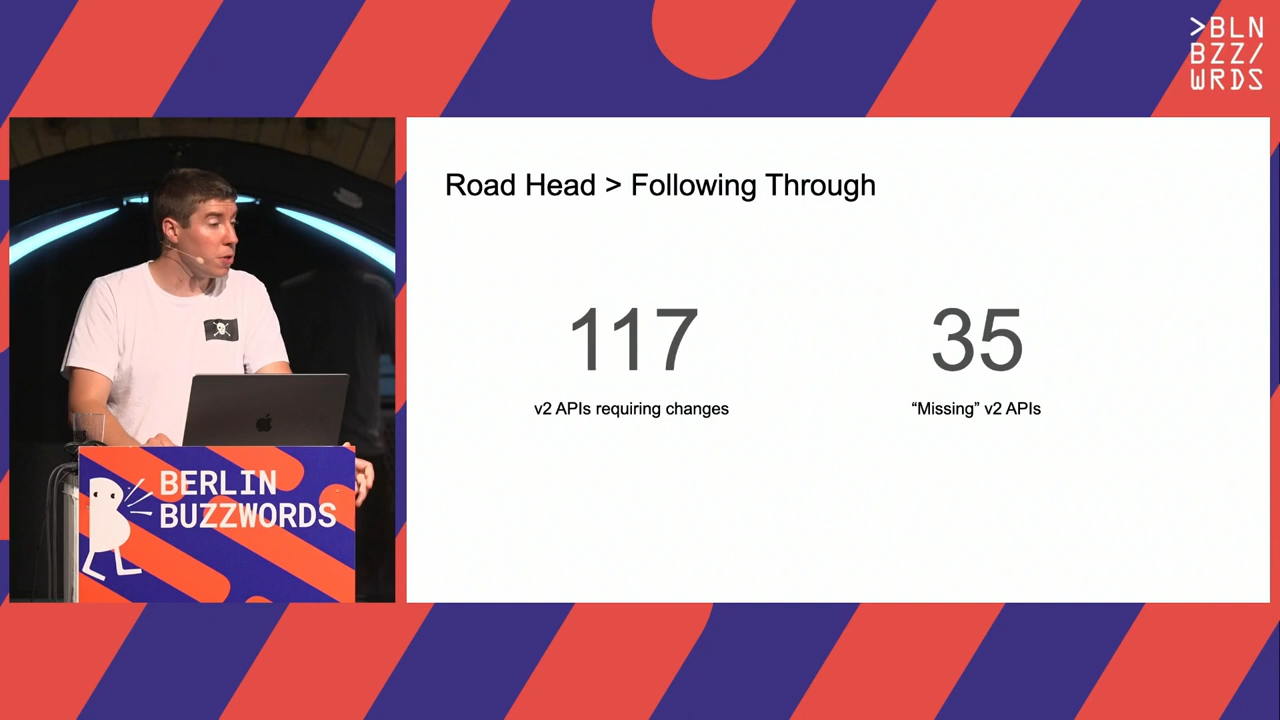 >BLN
BZZ/
WRDS
Road Head > Following Through
117
35
v2 APIs requiring changes
“Missing” v2 APIs
BERLIN
BUZZWORDS